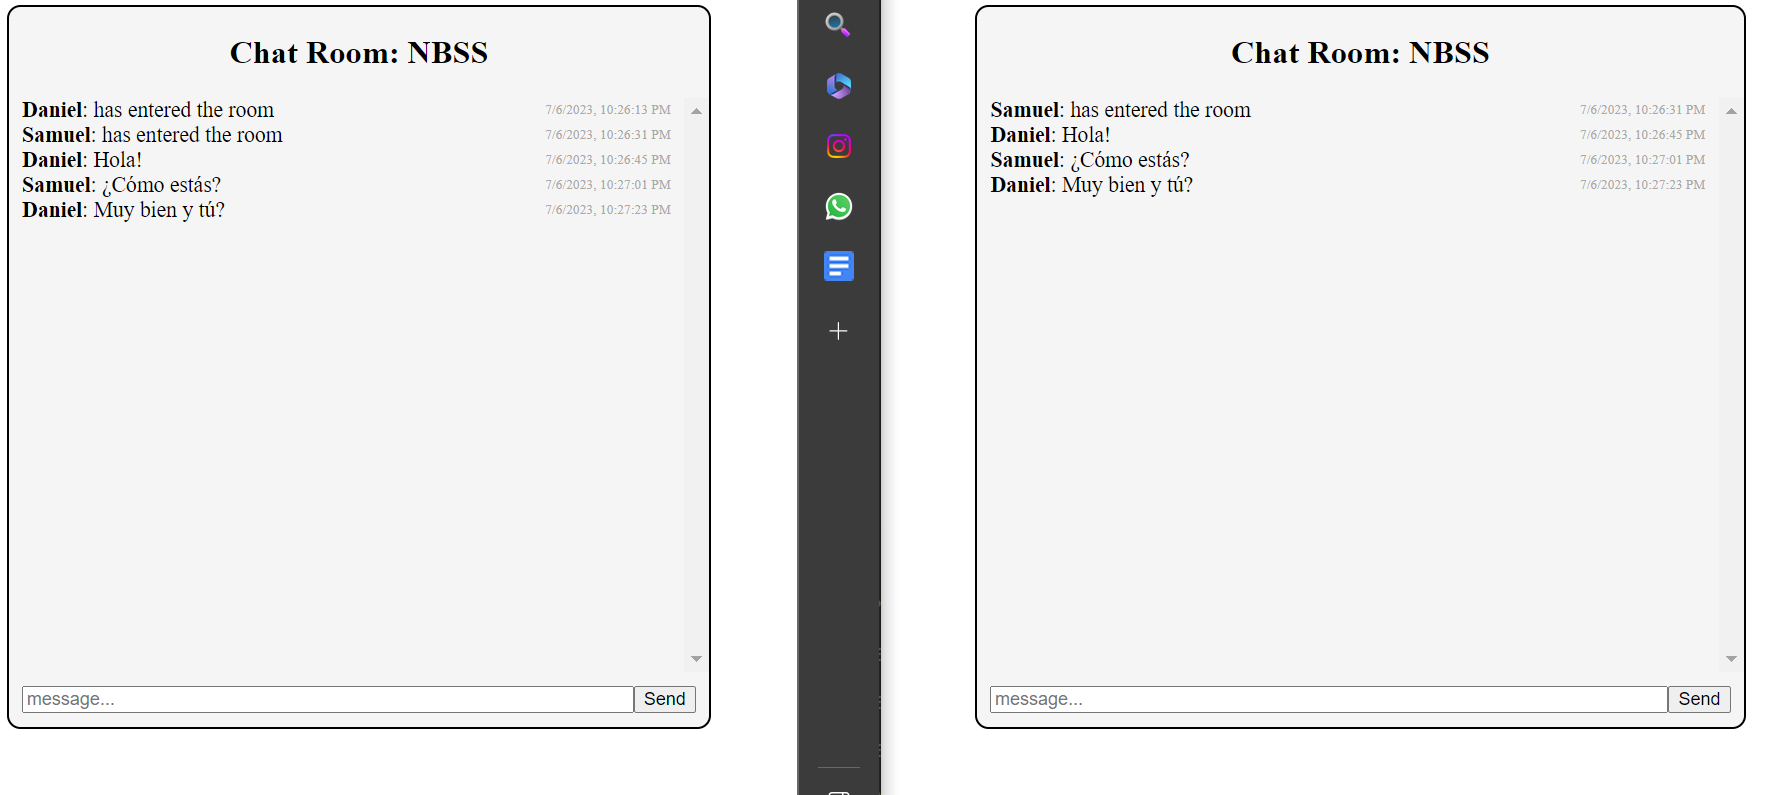 Chat Room: NBSS
Daniel: has entered the room 7/6/2023, 10:26:13 PM
Samuel: has entered the room 7/6/2023, 10:26:31 PM
Daniel: Hola! 7/6/2023, 10:26:45 PM
Samuel: ¿Cómo estás? 7/6/2023, 10:27:01 PM
Daniel: Muy bien y tú? 7/6/2023, 10:27:23 PM
message... Send
Chat Room: NBSS
Samuel: has entered the room 7/6/2023, 10:26:31 PM
Daniel: Hola! 7/6/2023, 10:26:45 PM
Samuel: ¿Cómo estás? 7/6/2023, 10:27:01 PM
Daniel: Muy bien y tú? 7/6/2023, 10:27:23 PM
message... Send